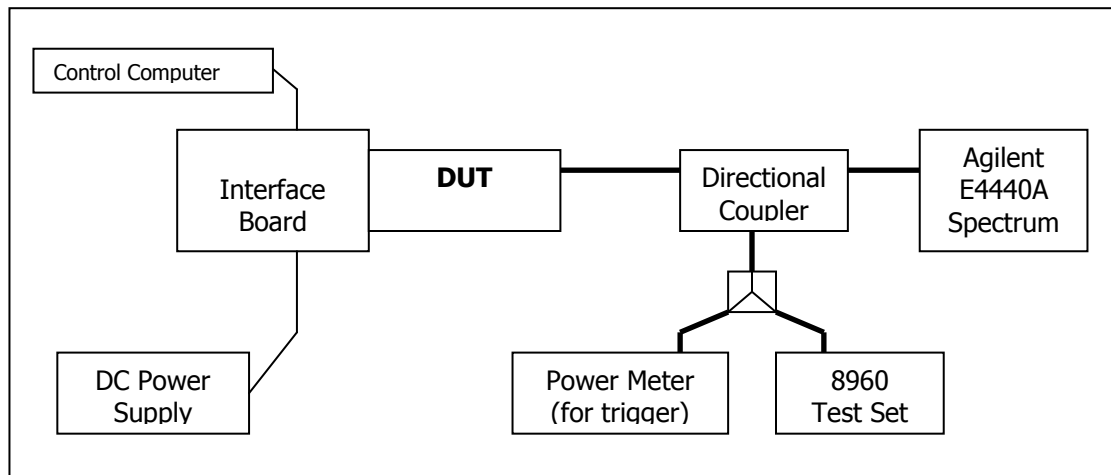 Control Computer
Interface
Board
DUT
Directional
Coupler
Agilent
E4440A
Spectrum
DC Power
Supply
Power Meter
(for trigger)
8960
Test Set